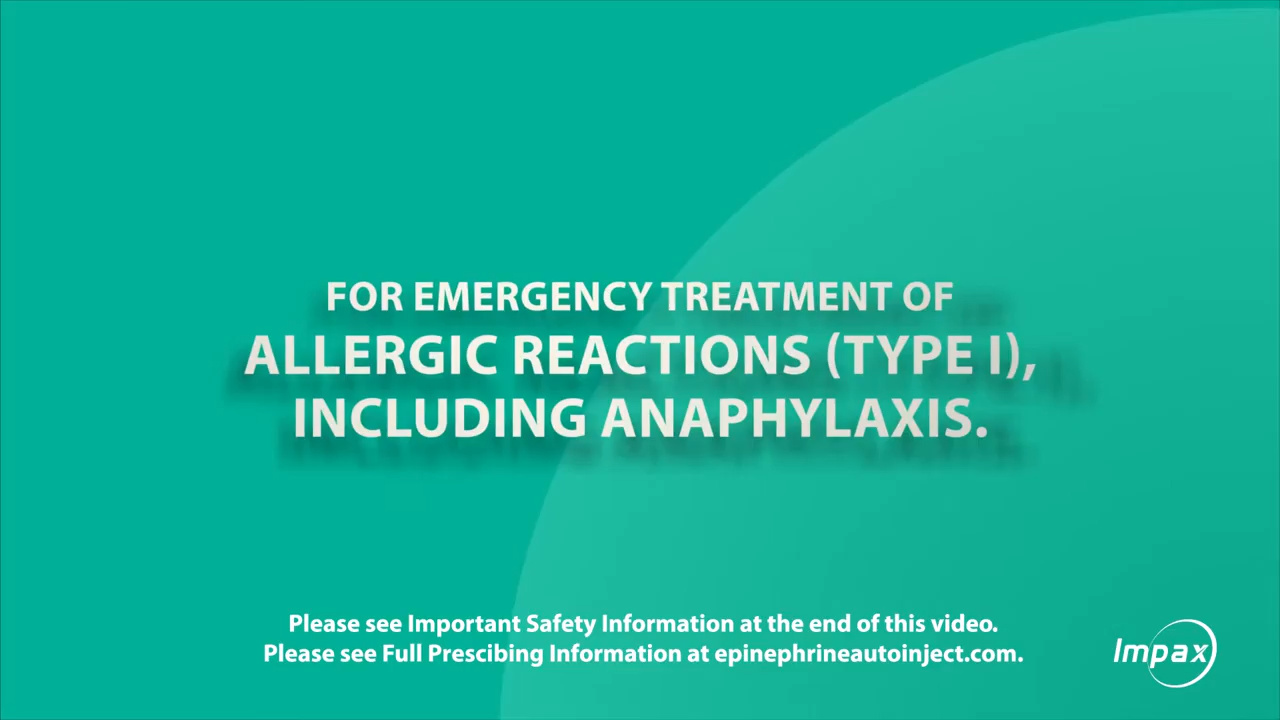 FOR EMERGENCY TREATMENT OF
ALLERGIC REACTIONS (TYPE I),
INCLUDING ANAPHYLAXIS.
Please see Important Safety Information at the end of this video.
Please see Full Prescibing Information at epinephrineautoinject.com.
Impax